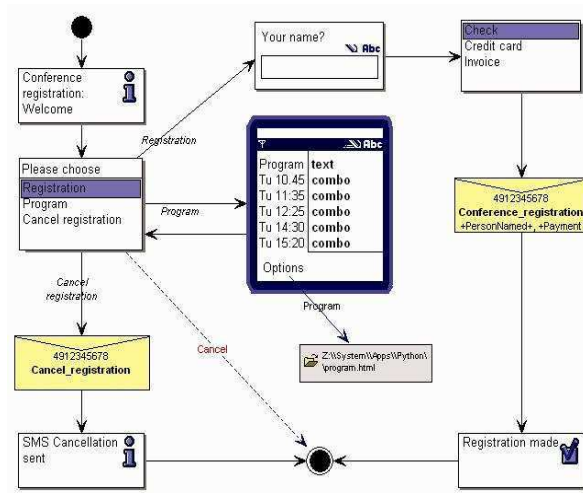 Your name?
Abc
Check
Credit card
Invoice
Conference
registration:
Welcome
Registration
Please choose
Registration
Program
Cancel registration
Program
Abc
Program text
Tu 10.45 combo
Tu 11:35 combo
Tu 12:25 combo
Tu 14:30 combo
Tu 15:20 combo
Options
4912345678
Conference_registration
+PersonNamed+, +Payment
Cancel
registration
Program
Cancel
Z:\\System\\Apps\\Python\
\program.html
4912345678
Cancel_registration
SMS Cancellation
sent
Registration made